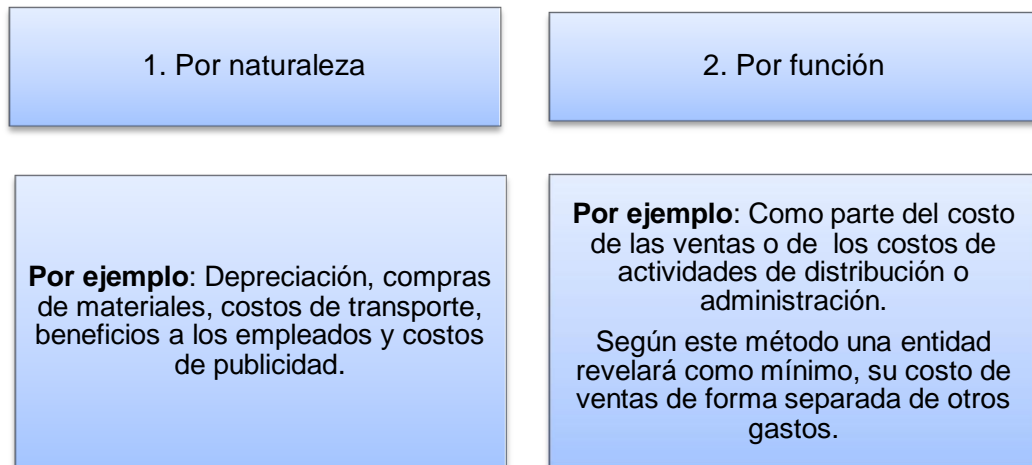 1. Por naturaleza
2. Por función
Por ejemplo: Depreciación, compras
de materiales, costos de transporte,
beneficios a los empleados y costos
de publicidad.
Por ejemplo: Como parte del costo
de las ventas o de los costos de
actividades de distribución o
administración.
Según este método una entidad
revelará como mínimo, su costo de
ventas de forma separada de otros
gastos.